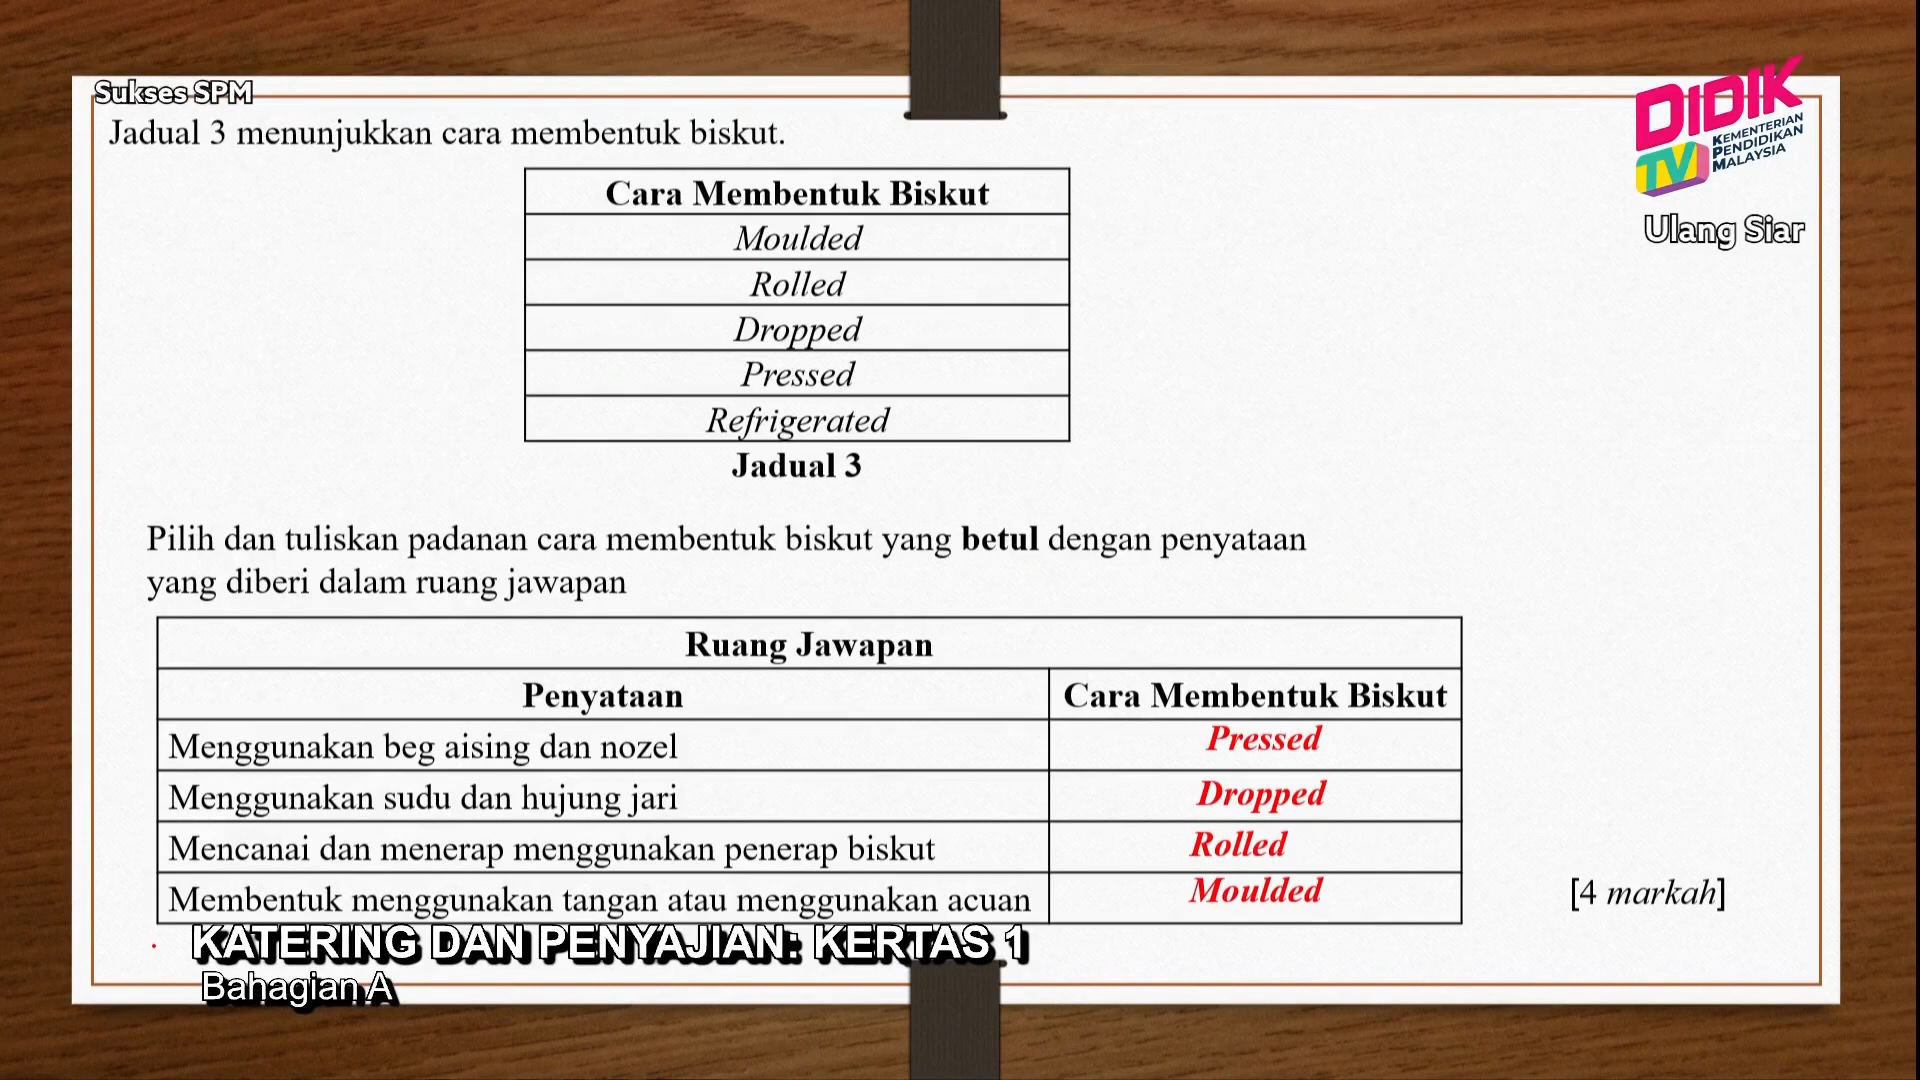 Sukses SPM
DIDIK
TV
KEMENTERIAN
PENDIDIKAN
MALAYSIA
Ulang Siar
Jadual 3 menunjukkan cara membentuk biskut.
Cara Membentuk Biskut
Moulded
Rolled
Dropped
Pressed
Refrigerated
Jadual 3
Pilih dan tuliskan padanan cara membentuk biskut yang betul dengan penyataan
yang diberi dalam ruang jawapan
Ruang Jawapan
Penyataan Cara Membentuk Biskut
Menggunakan beg aising dan nozel Pressed
Menggunakan sudu dan hujung jari Dropped
Mencanai dan menerap menggunakan penerap biskut Rolled
Membentuk menggunakan tangan atau menggunakan acuan Moulded
[4 markah]
KATERING DAN PENYAJIAN: KERTAS 1
Bahagian A